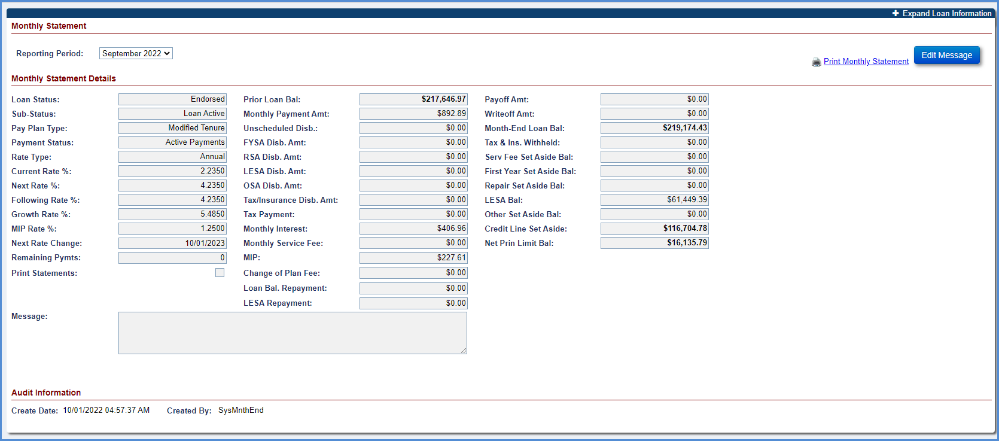 Expand Loan Information
Monthly Statement
Reporting Period: September 2022
Print Monthly Statement Edit Message
Monthly Statement Details
Loan Status: Endorsed Prior Loan Bal: $217,646.97 Payoff Amt: $0.00
Sub-Status: Loan Active Monthly Payment Amt: $892.89 Writeoff Amt: $0.00
Pay Plan Type: Modified Tenure Unscheduled Disb.: $0.00 Month-End Loan Bal: $219,174.43
Payment Status: Active Payments FYSA Disb. Amt: $0.00 Tax & Ins. Withheld: $0.00
Rate Type: Annual RSA Disb. Amt: $0.00 Serv Fee Set Aside Bal: $0.00
Current Rate %: 2.2350 LESA Disb. Amt: $0.00 First Year Set Aside Bal: $0.00
Next Rate %: 4.2350 OSA Disb. Amt: $0.00 Repair Set Aside Bal: $0.00
Following Rate %: 4.2350 Tax/Insurance Disb. Amt: $0.00 LESA Bal: $61,449.39
Growth Rate %: 5.4850 Tax Payment: $0.00 Other Set Aside Bal: $0.00
MIP Rate %: 1.2500 Monthly Interest: $406.96 Credit Line Set Aside: $116,704.78
Next Rate Change: 10/01/2023 Monthly Service Fee: $0.00 Net Prin Limit Bal: $16,135.79
Remaining Pymts: 0 MIP: $227.61
Print Statements: Change of Plan Fee: $0.00
Loan Bal. Repayment: $0.00
LESA Repayment: $0.00
Message:
Audit Information
Create Date: 10/01/2022 04:57:37 AM Created By: SysMnthEnd